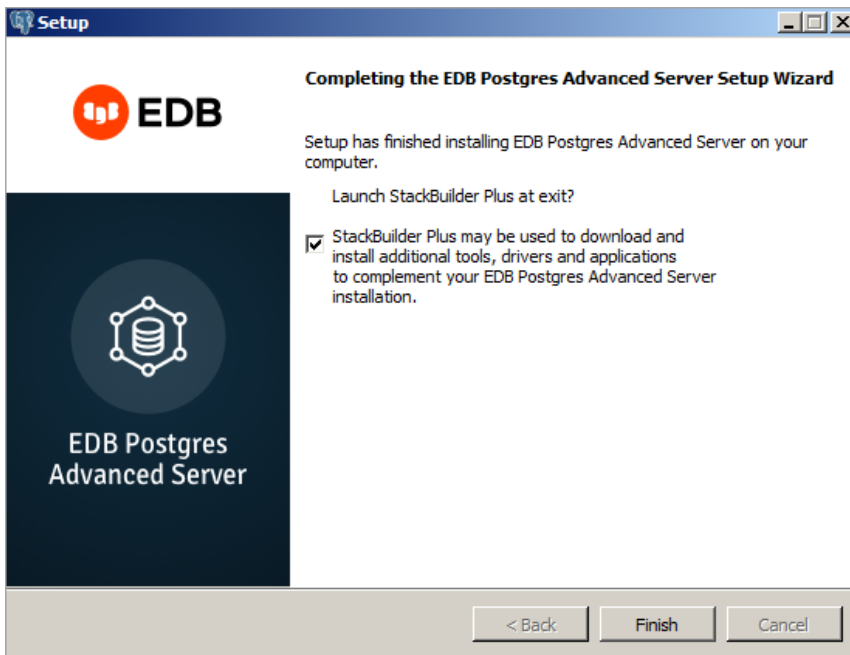 Setup
EDB
Completing the EDB Postgres Advanced Server Setup Wizard
Setup has finished installing EDB Postgres Advanced Server on your
computer.
Launch StackBuilder Plus at exit?
StackBuilder Plus may be used to download and
install additional tools, drivers and applications
to complement your EDB Postgres Advanced Server
installation.
EDB Postgres
Advanced Server
< Back
Finish
Cancel